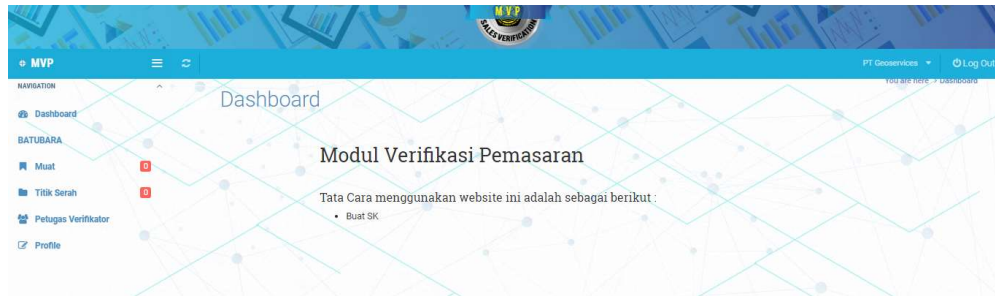 M V P
SALES VERIFICATION
MVP
PT Geoservices
Log Out
NAVIGATION
You are here -> Dashboard
Dashboard
Dashboard
BATUBARA
Modul Verifikasi Pemasaran
Muat 0
Titik Serah 0
Tata Cara menggunakan website ini adalah sebagai berikut :
• Buat SK
Petugas Verifikator
Profile